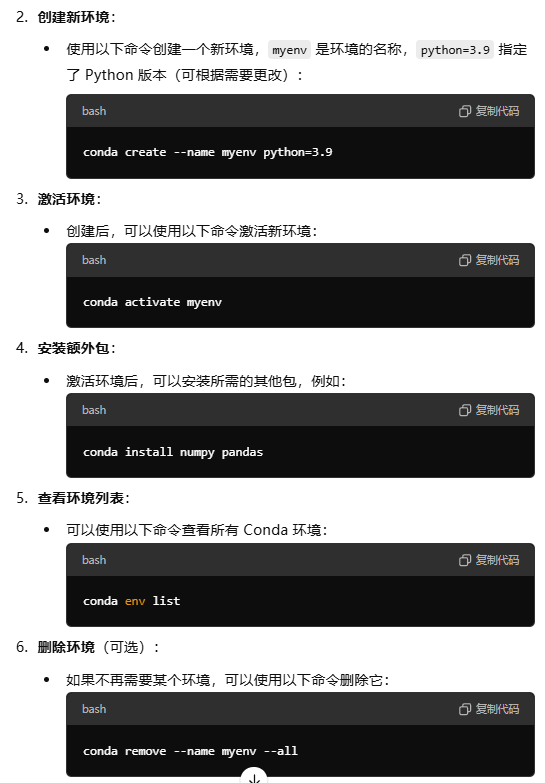 2. 创建新环境：
• 使用以下命令创建一个新环境，myenv 是环境的名称，python=3.9 指定
了 Python 版本（可根据需要更改）：
bash 复制代码
conda create --name myenv python=3.9
3. 激活环境：
• 创建后，可以使用以下命令激活新环境：
bash 复制代码
conda activate myenv
4. 安装额外包：
• 激活环境后，可以安装所需的其他包，例如：
bash 复制代码
conda install numpy pandas
5. 查看环境列表：
• 可以使用以下命令查看所有 Conda 环境：
bash 复制代码
conda env list
6. 删除环境（可选）：
• 如果不再需要某个环境，可以使用以下命令删除它：
bash 复制代码
conda remove --name myenv --all